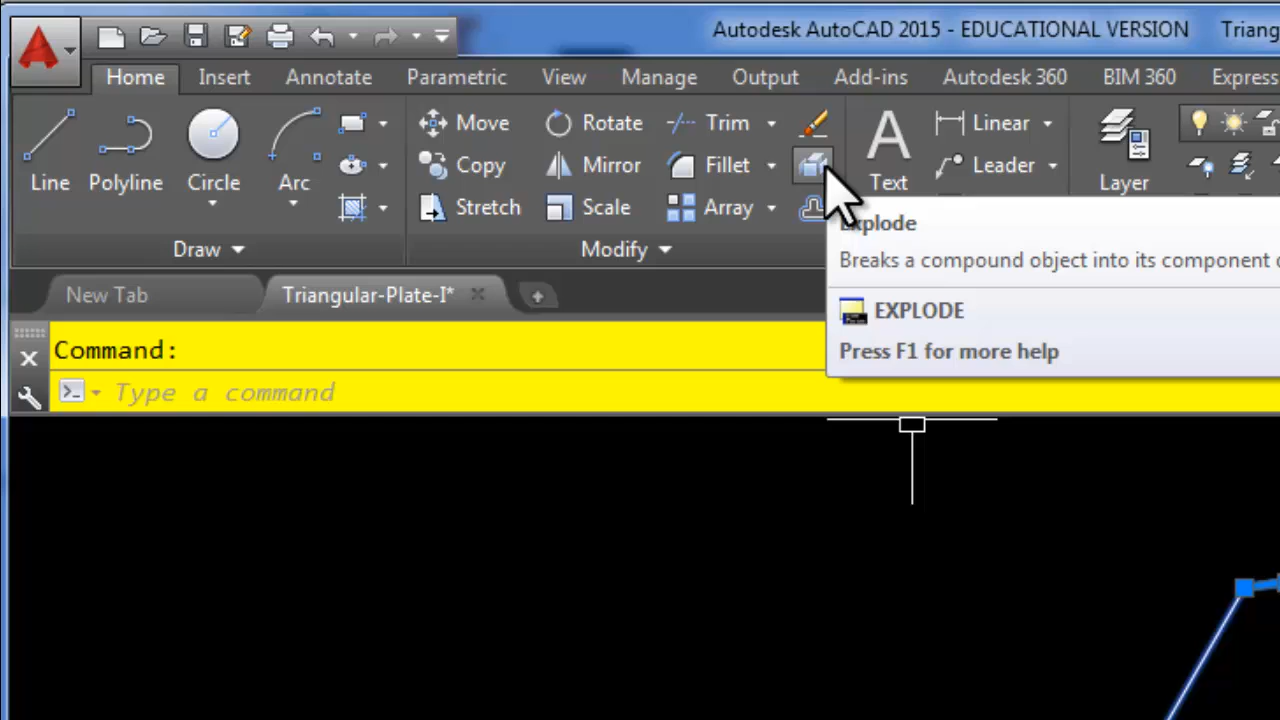 Autodesk AutoCAD 2015 - EDUCATIONAL VERSION Triang
Home Insert Annotate Parametric View Manage Output Add-ins Autodesk 360 BIM 360 Express
Move Rotate Trim Linear
Copy Mirror Fillet Leader
Line Polyline Circle Arc Text Layer
Stretch Scale Array
Draw Modify
Explode
Breaks a compound object into its component
EXPLODE
Press F1 for more help
New Tab Triangular-Plate-I*
Command:
Type a command